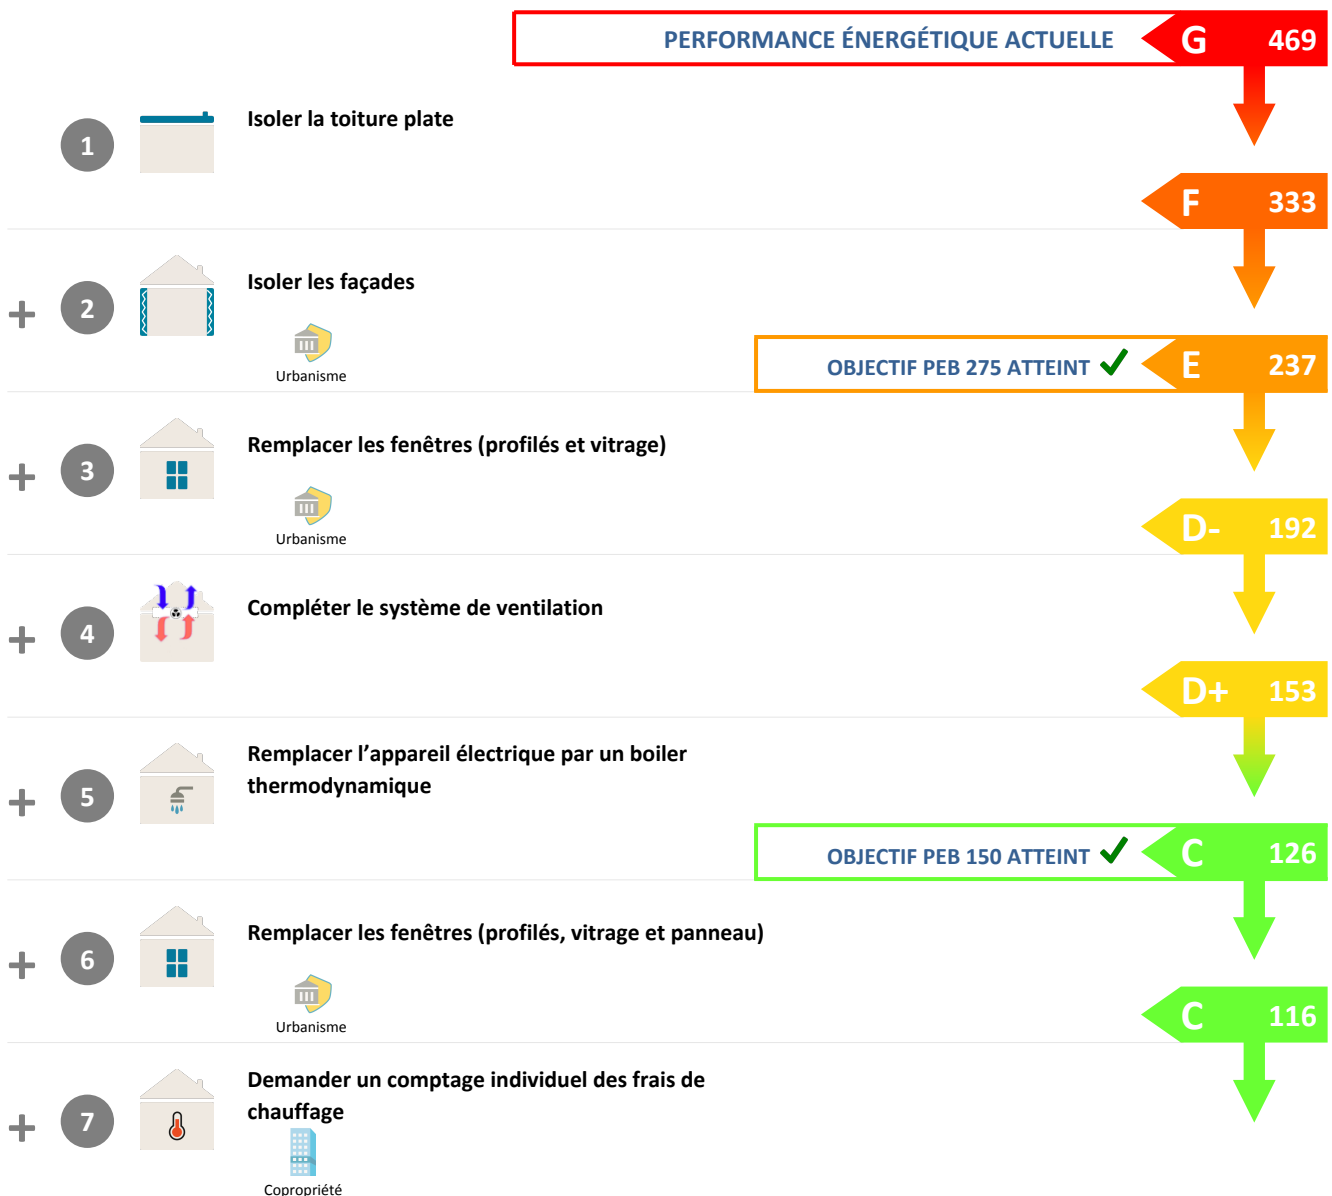 PERFORMANCE ÉNERGÉTIQUE ACTUELLE G 469
1 Isoler la toiture plate
F 333
+ 2 Isoler les façades
Urbanisme
OBJECTIF PEB 275 ATTEINT E 237
+ 3 Remplacer les fenêtres (profilés et vitrage)
Urbanisme
D- 192
+ 4 Compléter le système de ventilation
D+ 153
+ 5 Remplacer l’appareil électrique par un boiler
thermodynamique
OBJECTIF PEB 150 ATTEINT C 126
+ 6 Remplacer les fenêtres (profilés, vitrage et panneau)
Urbanisme
C 116
+ 7 Demander un comptage individuel des frais de
chauffage
Copropriété